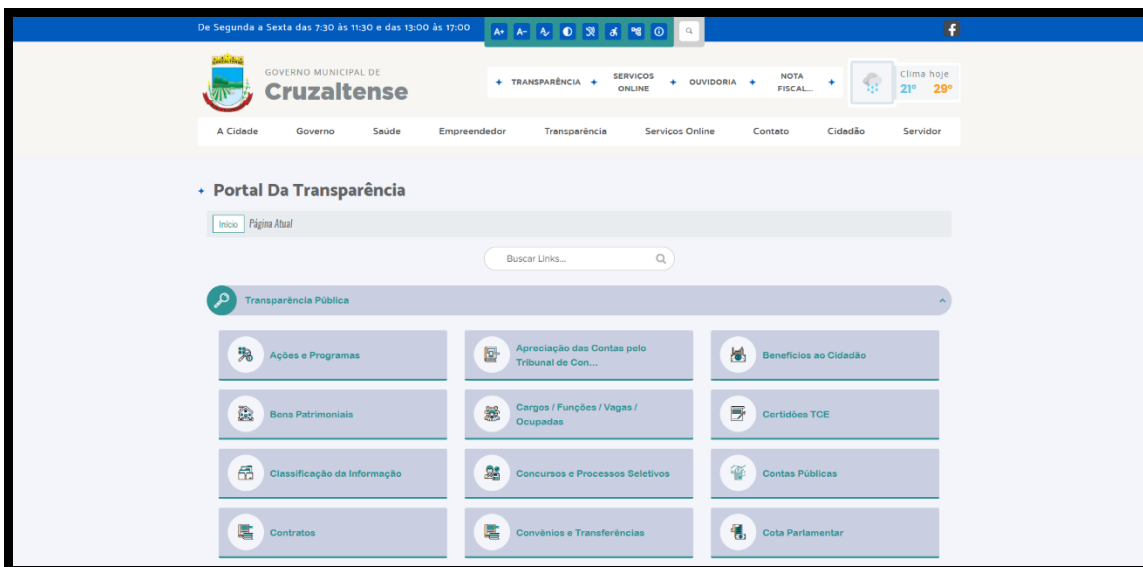 De Segunda a Sexta das 7:30 às 11:30 e das 13:00 às 17:00
A+ A-
GOVERNO MUNICIPAL DE
Cruzaltense
TRANSPARÊNCIA
SERVIÇOS
ONLINE
OUVIDORIA
NOTA
FISCAL...
Clima hoje
21º 29º
A Cidade Governo Saúde Empreendedor Transparência Serviços Online Contato Cidadão Servidor
Portal Da Transparência
Início Página Atual
Buscar Links...
Transparência Pública
Ações e Programas
Apreciação das Contas pelo
Tribunal de Con...
Benefícios ao Cidadão
Bens Patrimoniais
Cargos / Funções / Vagas /
Ocupadas
Certidões TCE
Classificação da Informação
Concursos e Processos Seletivos
Contas Públicas
Contratos
Convênios e Transferências
Cota Parlamentar